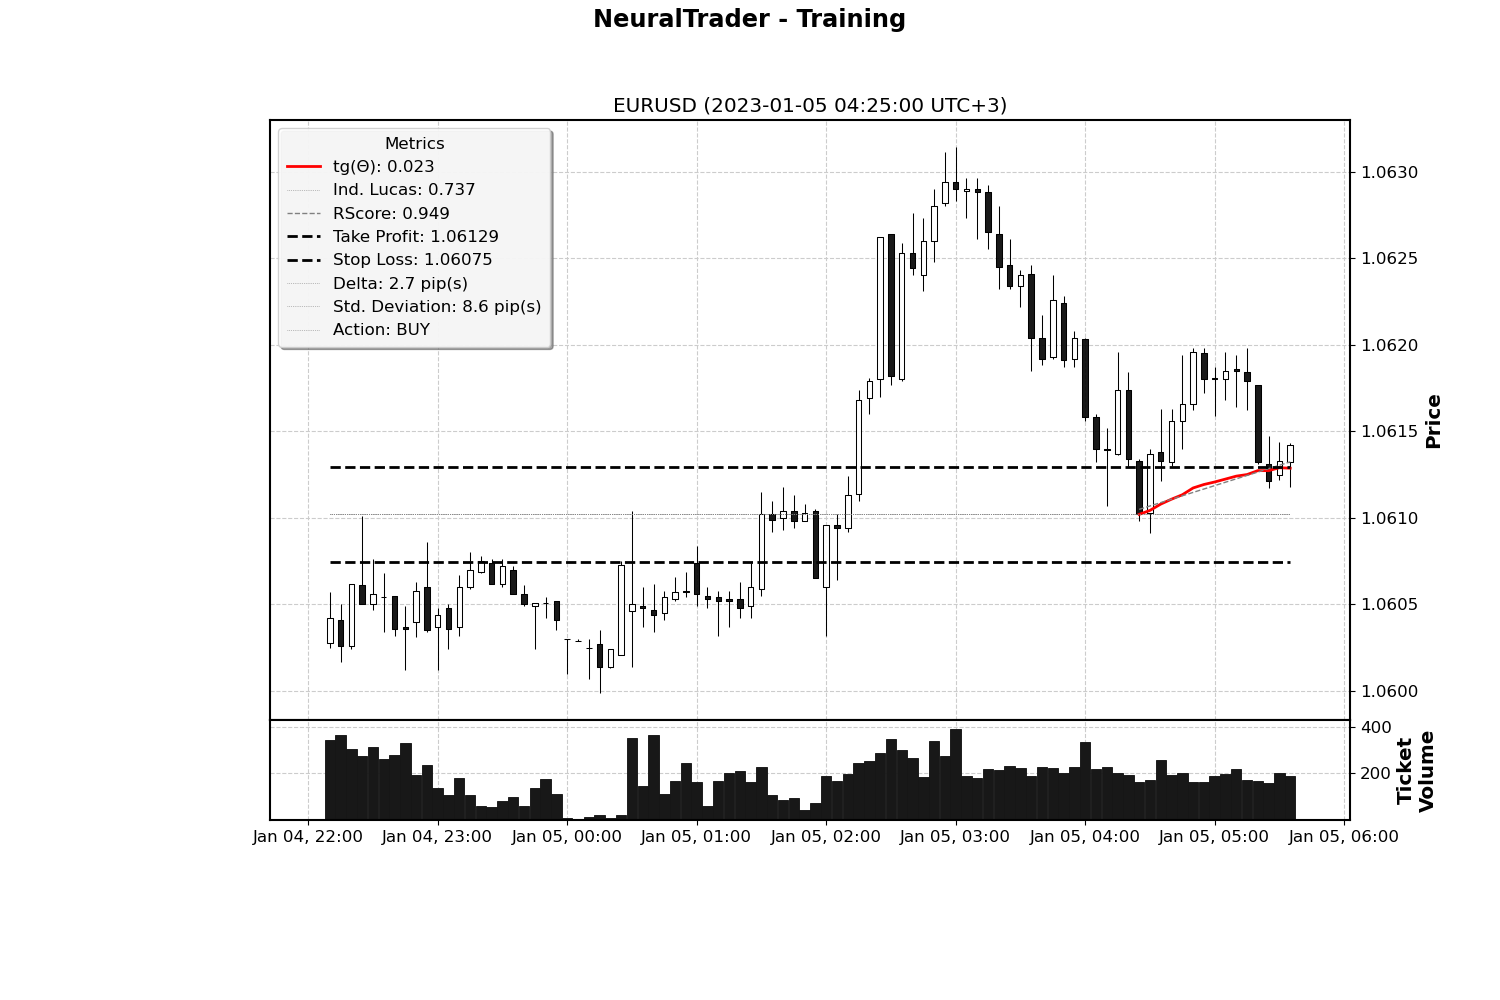 NeuralTrader - Training
EURUSD (2023-01-05 04:25:00 UTC+3)
Metrics
tg(Θ): 0.023
Ind. Lucas: 0.737
RScore: 0.949
Take Profit: 1.06129
Stop Loss: 1.06075
Delta: 2.7 pip(s)
Std. Deviation: 8.6 pip(s)
Action: BUY
1.0630
1.0625
1.0620
1.0615
1.0610
1.0605
1.0600
Price
400
200
Ticket
Volume
Jan 04, 22:00 Jan 04, 23:00 Jan 05, 00:00 Jan 05, 01:00 Jan 05, 02:00 Jan 05, 03:00 Jan 05, 04:00 Jan 05, 05:00 Jan 05, 06:00